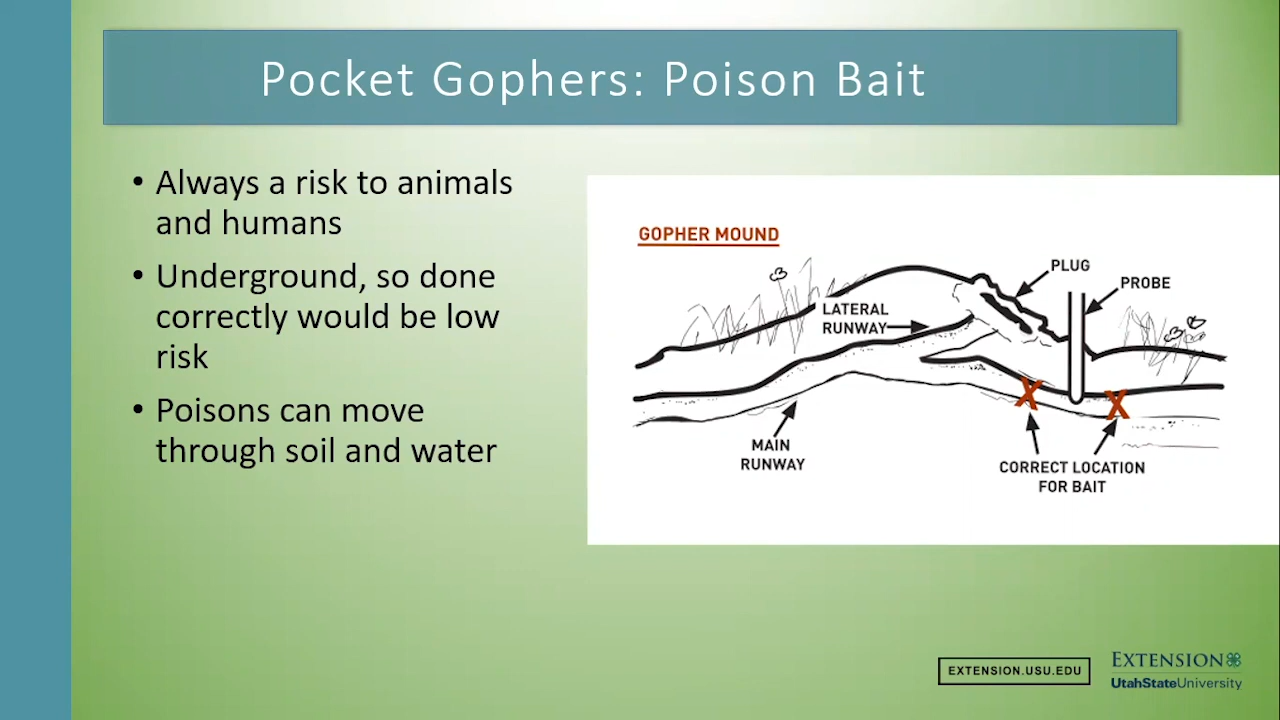 Pocket Gophers: Poison Bait
• Always a risk to animals
and humans
• Underground, so done
correctly would be low
risk
• Poisons can move
through soil and water
GOPHER MOUND
PLUG
PROBE
LATERAL
RUNWAY
MAIN
RUNWAY
CORRECT LOCATION
FOR BAIT
EXTENSION.USU.EDU
EXTENSION
UtahStateUniversity